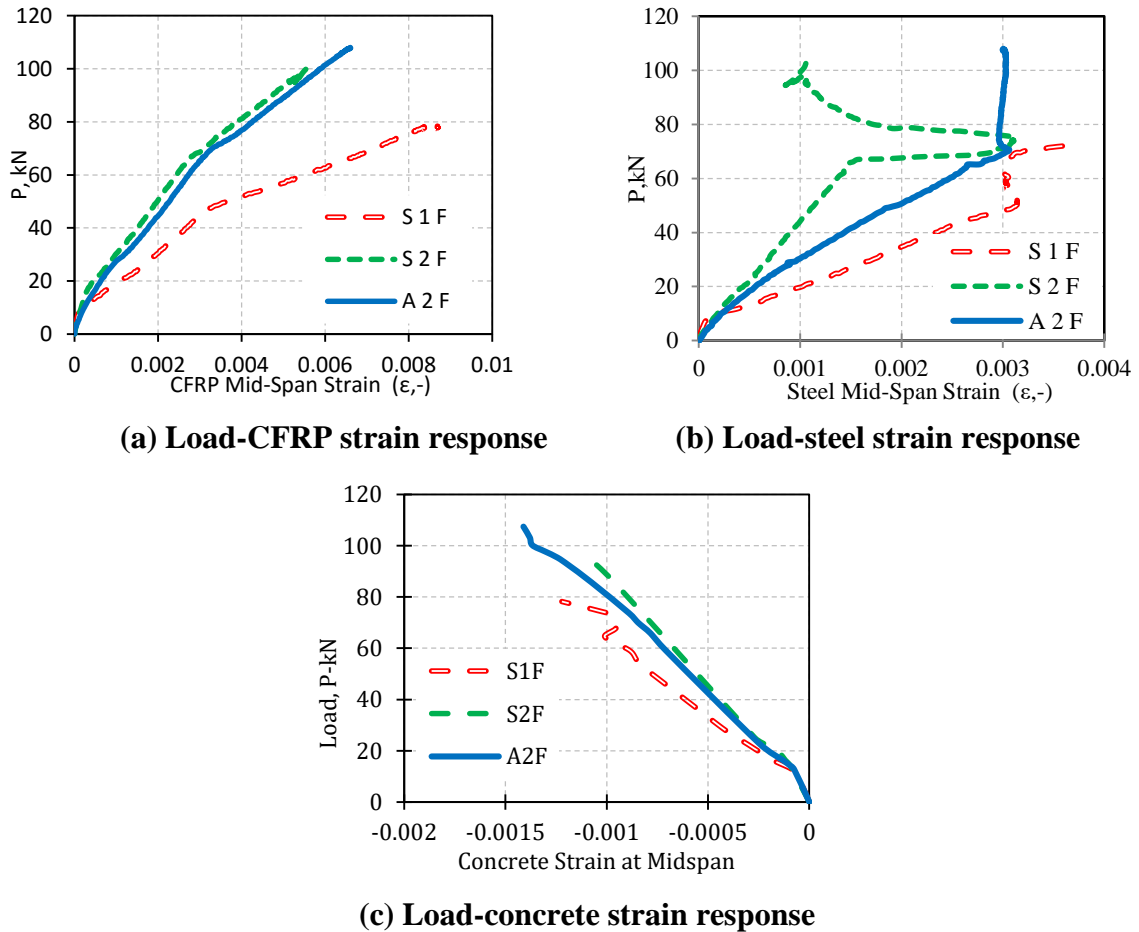 120
100
80
60
40
20
0
P, kN
0
0.002
0.004
0.006
0.008
0.01
CFRP Mid-Span Strain (ε,-)
S 1 F
S 2 F
A 2 F
(a) Load-CFRP strain response
120
100
80
60
40
20
0
P,kN
0
0.001
0.002
0.003
0.004
Steel Mid-Span Strain (ε,-)
S 1 F
S 2 F
A 2 F
(b) Load-steel strain response
120
100
80
60
40
20
0
Load, P-kN
-0.002
-0.0015
-0.001
-0.0005
0
Concrete Strain at Midspan
S1F
S2F
A2F
(c) Load-concrete strain response